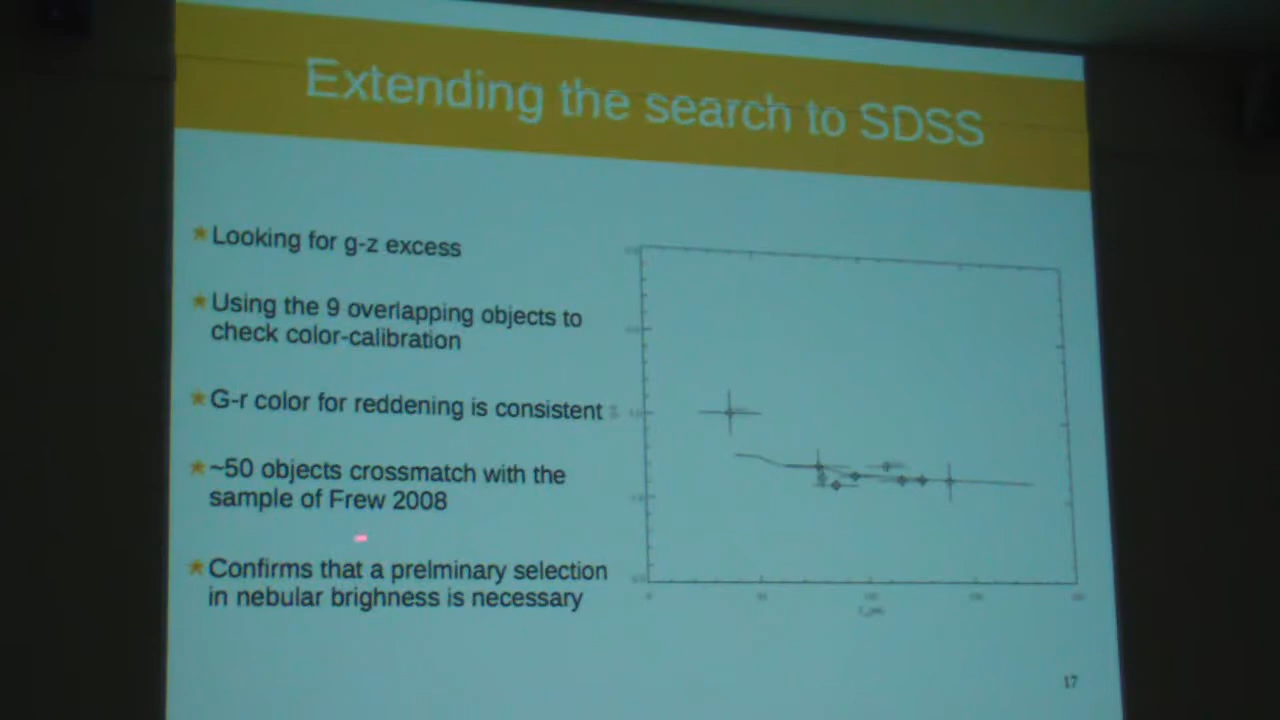 Extending the search to SDSS
Looking for g-z excess
Using the 9 overlapping objects to
check color-calibration
G-r color for reddening is consistent
~50 objects crossmatch with the
sample of Frew 2008
Confirms that a prelminary selection
in nebular brighness is necessary
17